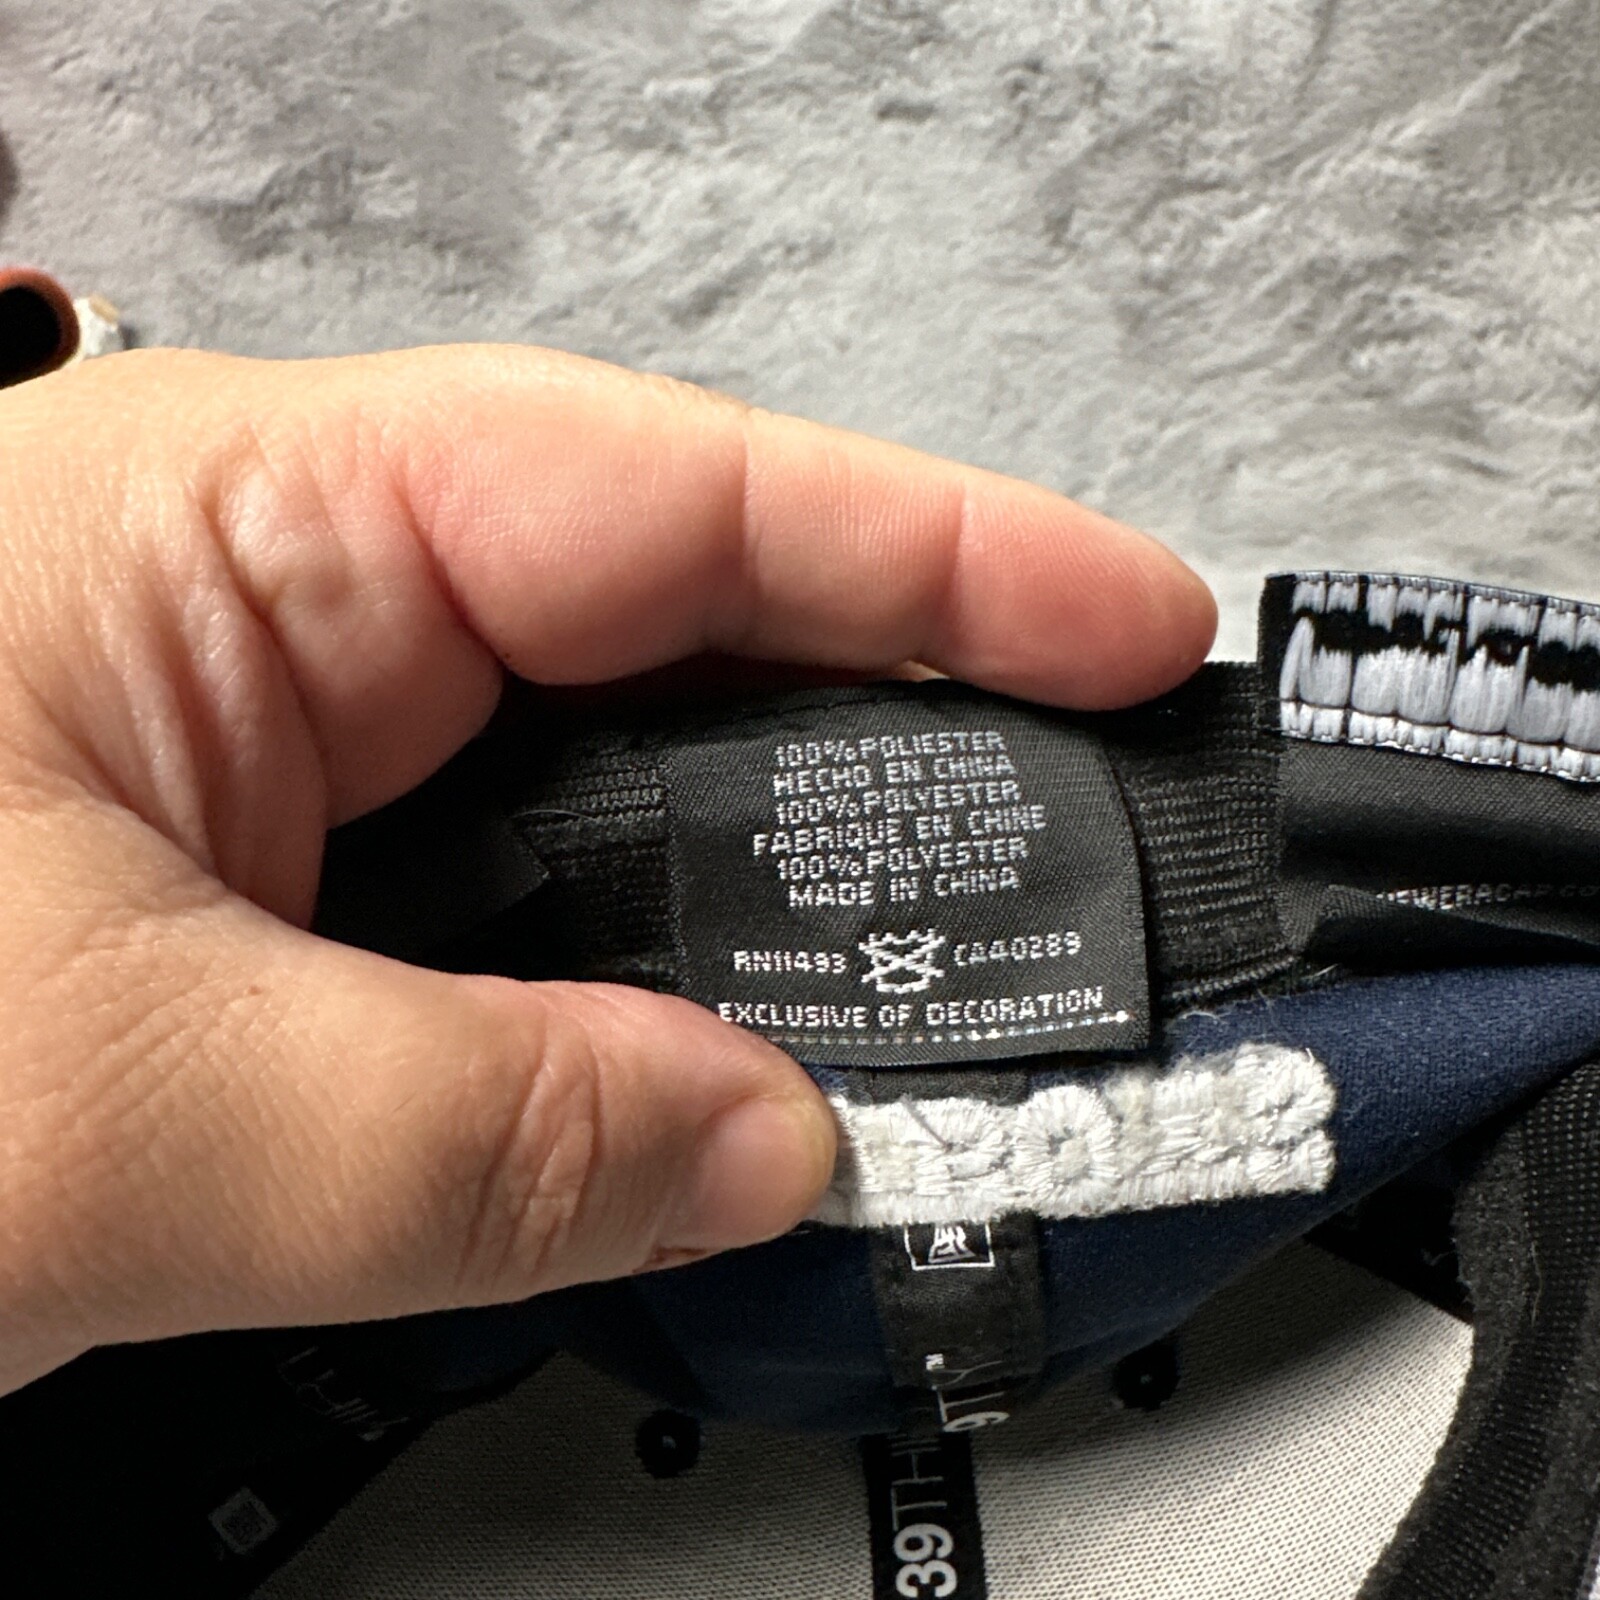 100% POLIESTER
HECHO EN CHINA
100% POLYESTER
FABRIQUE EN CHINE
100% POLYESTER
MADE IN CHINA
RN11493 CA40289
EXCLUSIVE OF DECORATION
39THI